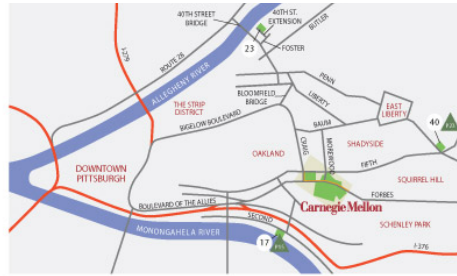 40TH STREET
BRIDGE
40TH ST.
EXTENSION
BUTLER
23
FOSTER
I-279
ROUTE 28
ALLEGHENY RIVER
PENN
LIBERTY
BLOOMFIELD
BRIDGE
EAST
LIBERTY
THE STRIP
DISTRICT
BIGELOW BOULEVARD
BAUM
40
CRAIG
MOREWOOD
SHADYSIDE
OAKLAND
FIFTH
DOWNTOWN
PITTSBURGH
SQUIRREL HILL
FORBES
BOULEVARD OF THE ALLIES
Carnegie Mellon
SECOND
SCHENLEY PARK
MONONGAHELA RIVER
17
I-376